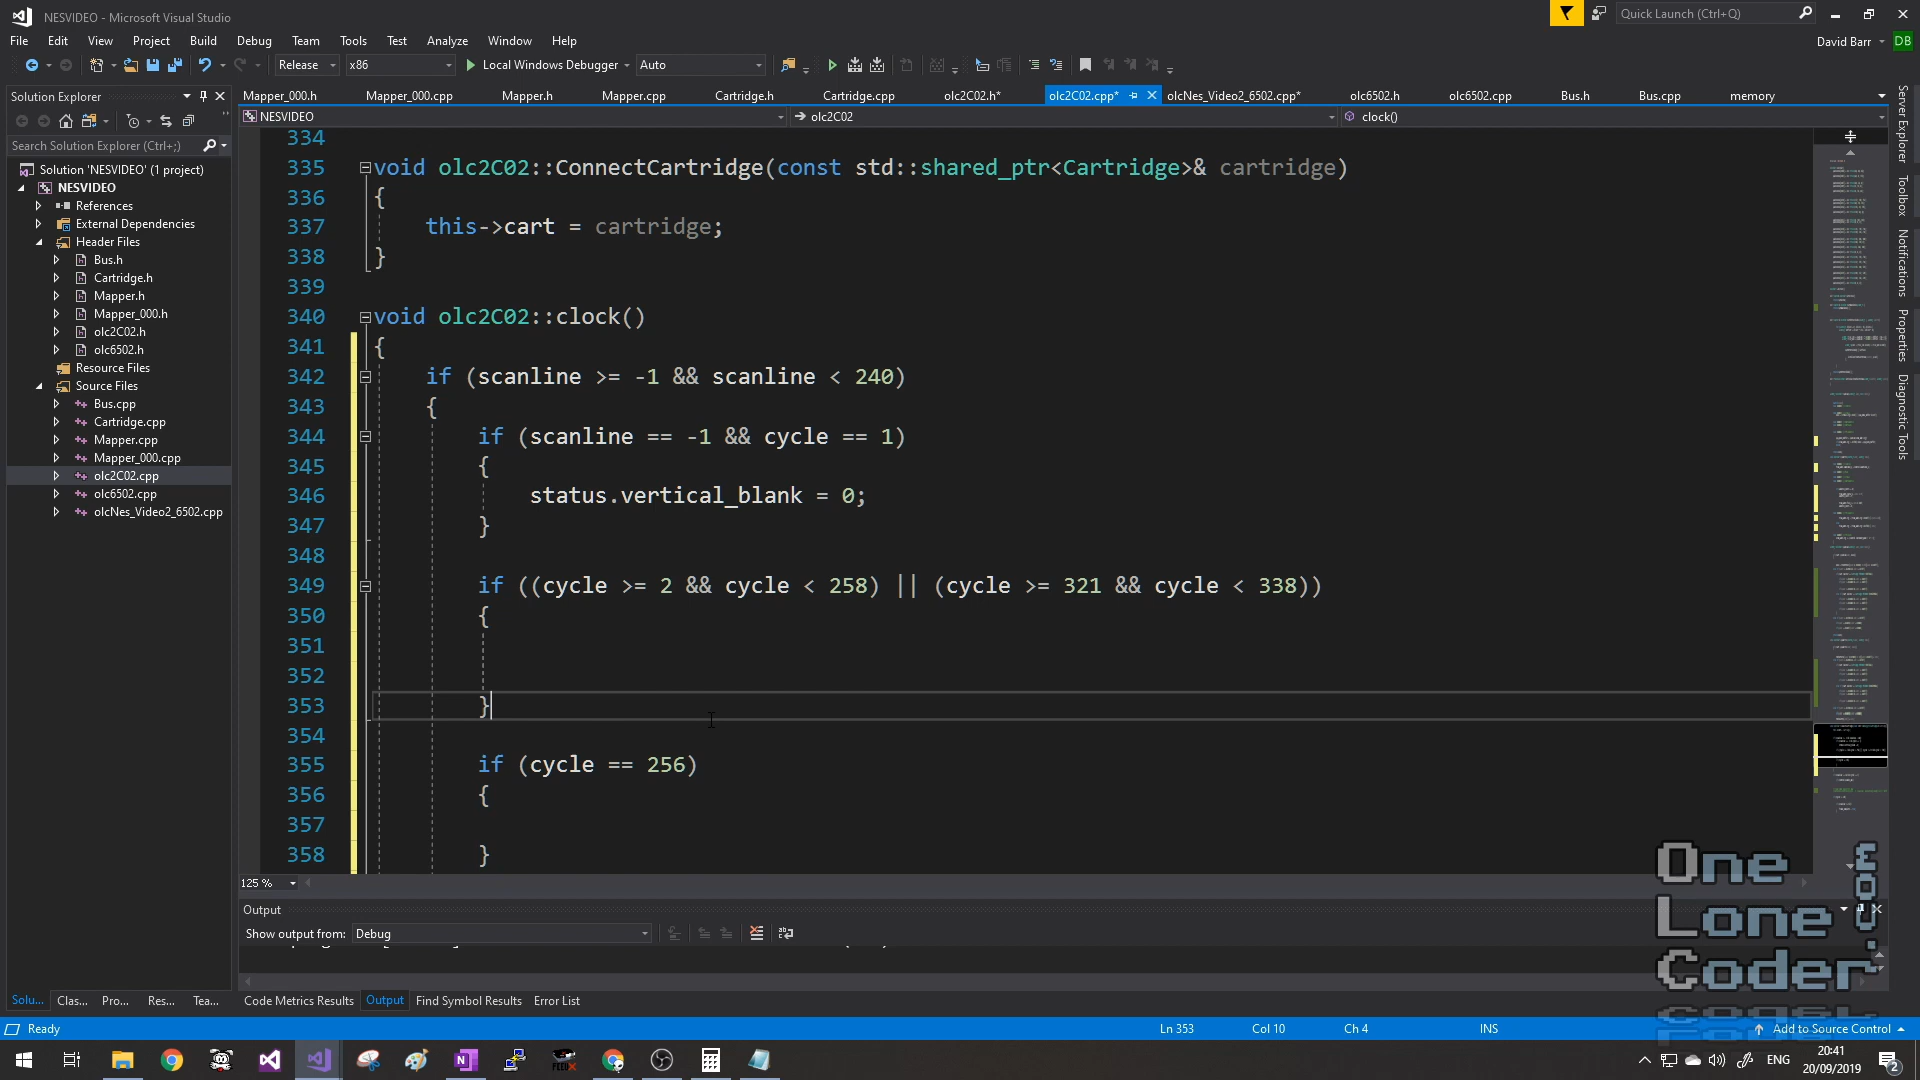 NESVIDEO - Microsoft Visual Studio
Quick Launch (Ctrl+Q)
File Edit View Project Build Debug Team Tools Test Analyze Window Help
David Barr DB
Release x86 Local Windows Debugger Auto
Solution Explorer
Mapper_000.h Mapper_000.cpp Mapper.h Mapper.cpp Cartridge.h Cartridge.cpp olc2C02.h* olc2C02.cpp* olcNes_Video2_6502.cpp* olc6502.h olc6502.cpp Bus.h Bus.cpp memory
NESVIDEO olc2C02 clock()
Search Solution Explorer (Ctrl+;)
Solution 'NESVIDEO' (1 project)
NESVIDEO
References
External Dependencies
Header Files
Bus.h
Cartridge.h
Mapper.h
Mapper_000.h
olc2C02.h
olc6502.h
Resource Files
Source Files
Bus.cpp
Cartridge.cpp
Mapper.cpp
Mapper_000.cpp
olc2C02.cpp
olc6502.cpp
olcNes_Video2_6502.cpp
334
335 void olc2C02::ConnectCartridge(const std::shared_ptr<Cartridge>& cartridge)
336 {
337 this->cart = cartridge;
338 }
339
340 void olc2C02::clock()
341 {
342 if (scanline >= -1 && scanline < 240)
343 {
344 if (scanline == -1 && cycle == 1)
345 {
346 status.vertical_blank = 0;
347 }
348
349 if ((cycle >= 2 && cycle < 258) || (cycle >= 321 && cycle < 338))
350 {
351
352
353 }
354
355 if (cycle == 256)
356 {
357
358 }
Server Explorer
Toolbox
Notifications
Properties
Diagnostic Tools
125 %
Output
Show output from: Debug
Solu... Clas... Pro... Res... Tea...
Code Metrics Results Output Find Symbol Results Error List
Ready Ln 353 Col 10 Ch 4 INS Add to Source Control
One
Lone
Coder
.com
ENG
20:41
20/09/2019
2